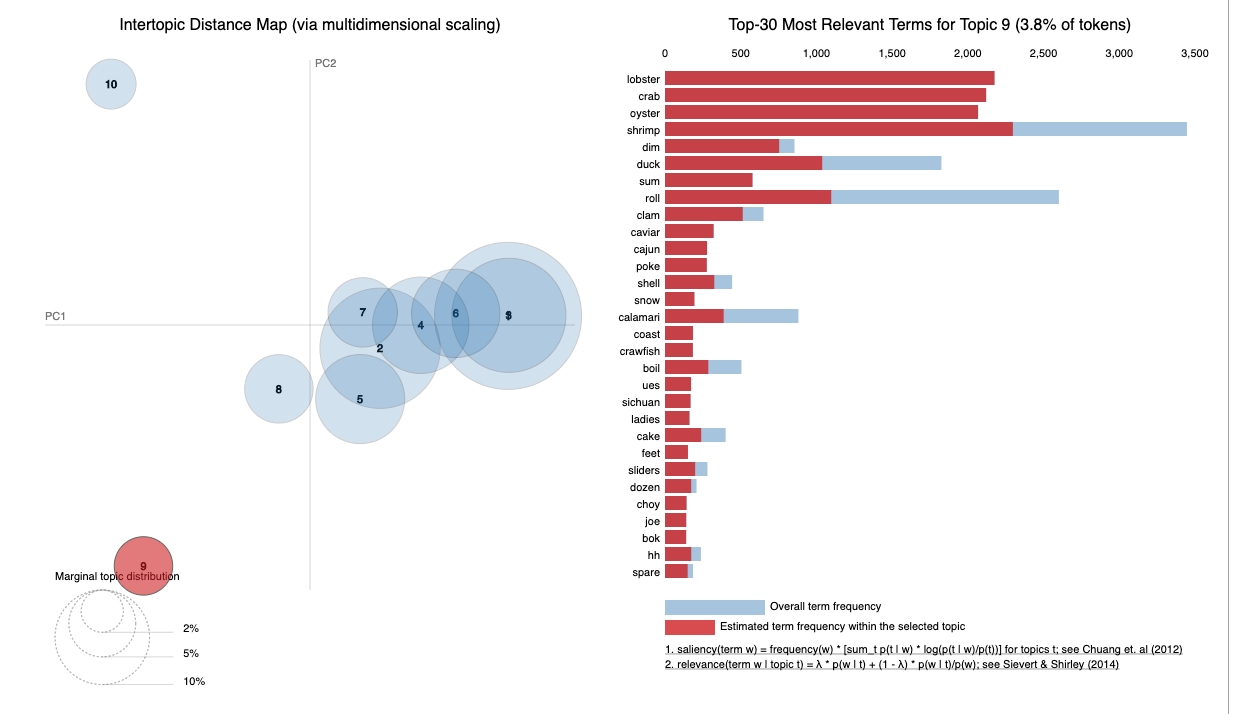 Intertopic Distance Map (via multidimensional scaling)
PC2
PC1
10
7
6
4
2
8
5
9
Marginal topic distribution
2%
5%
10%
Top-30 Most Relevant Terms for Topic 9 (3.8% of tokens)
0 500 1,000 1,500 2,000 2,500 3,000 3,500
lobster
crab
oyster
shrimp
dim
duck
sum
roll
clam
caviar
cajun
poke
shell
snow
calamari
coast
crawfish
boil
ues
sichuan
ladies
cake
feet
sliders
dozen
choy
joe
bok
hh
spare
Overall term frequency
Estimated term frequency within the selected topic
1. saliency(term w) = frequency(w) * [sum_t p(t | w) * log(p(t | w)/p(t))] for topics t; see Chuang et. al (2012)
2. relevance(term w | topic t) = λ * p(w | t) + (1 - λ) * p(w | t)/p(w); see Sievert & Shirley (2014)